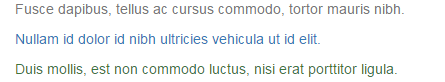 Fusce dapibus, tellus ac cursus commodo, tortor mauris nibh.
Nullam id dolor id nibh ultricies vehicula ut id elit.
Duis mollis, est non commodo luctus, nisi erat porttitor ligula.